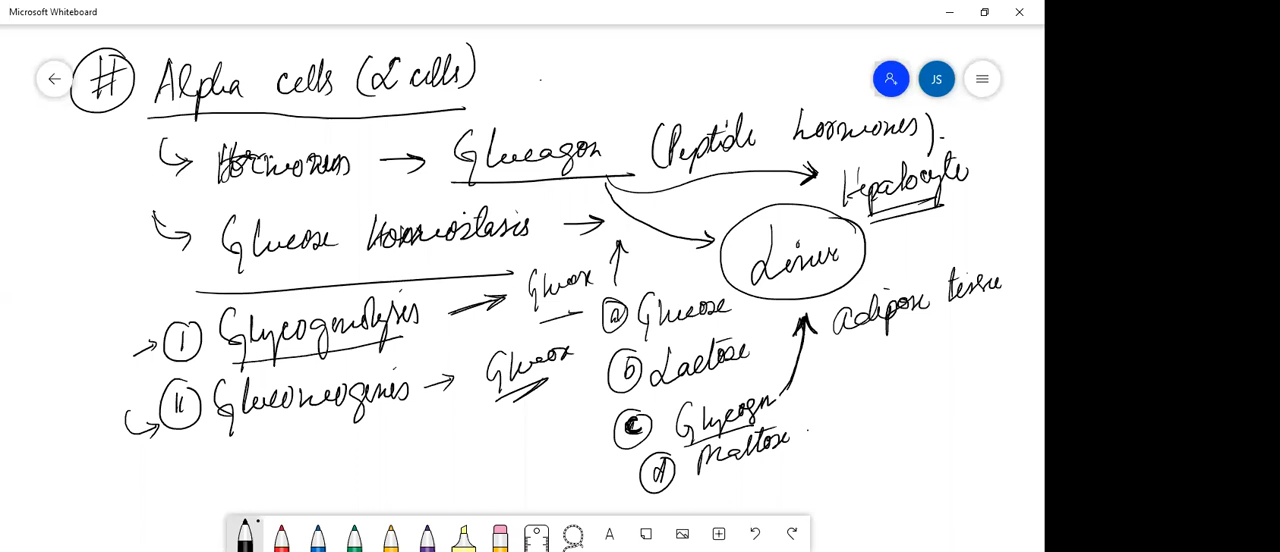 Microsoft Whiteboard
# Alpha cells (α cells)
JS
Hormones → Glucagon (Peptide hormones).
Hepatocyte
Glucose Homeostasis →
Liver
I Glycogenolysis → Glucose
a Glucose
adipose tissue
II Gluconeogenesis → Glucose
b Lactose
c Glycogn
d Maltose
A